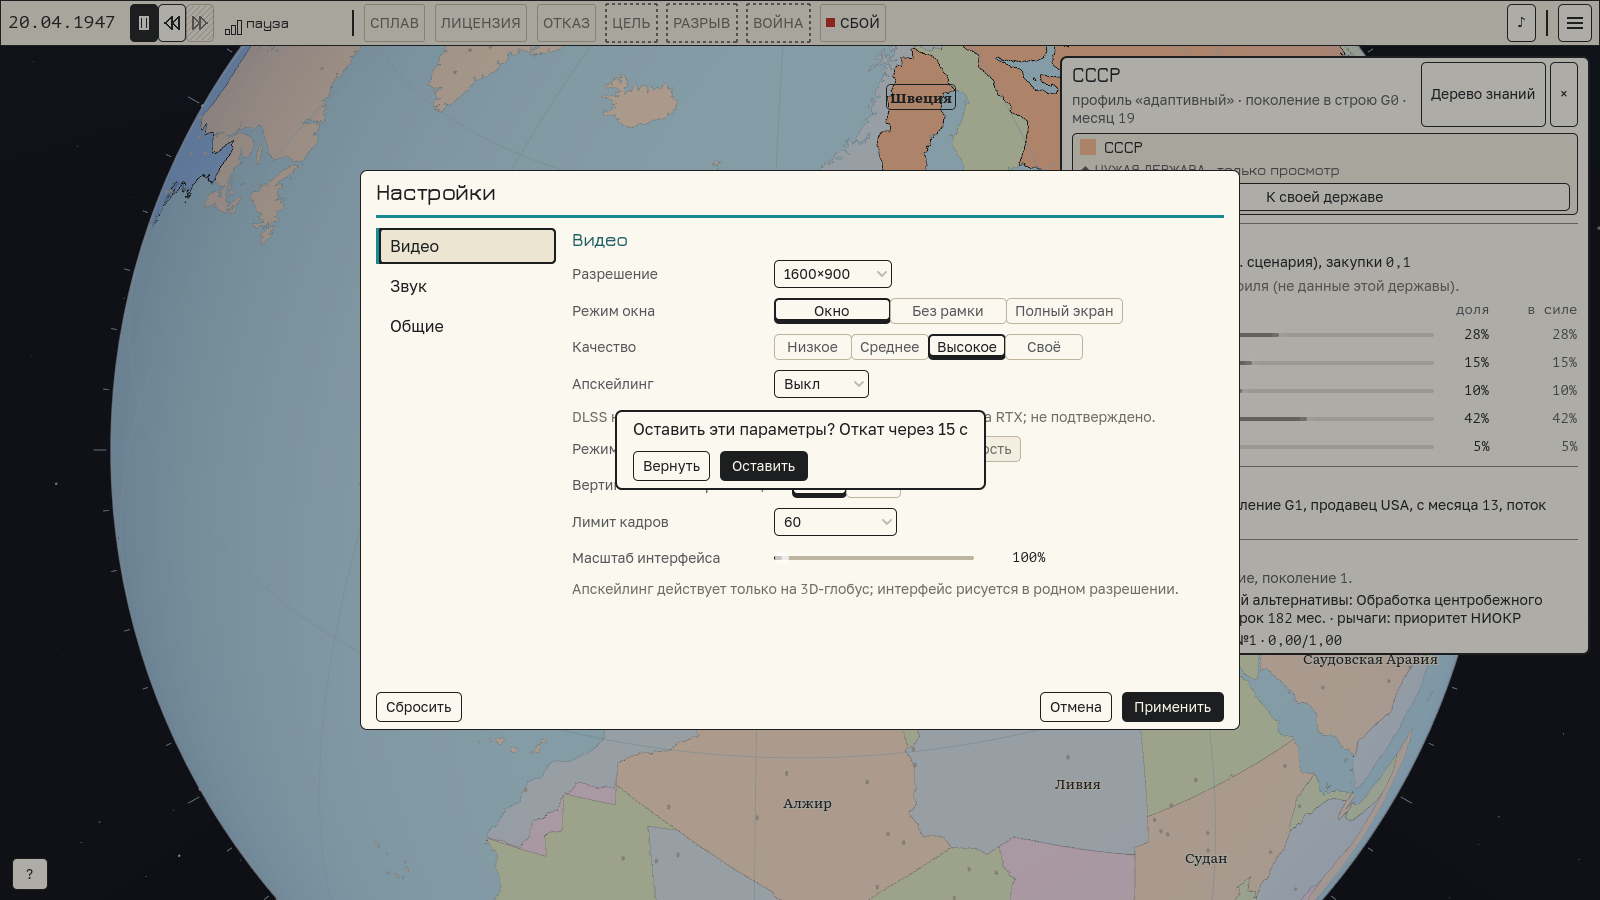 20.04.1947
пауза
СПЛАВ
ЛИЦЕНЗИЯ
ОТКАЗ
ЦЕЛЬ
РАЗРЫВ
ВОЙНА
СБОЙ
Швеция
СССР
профиль «адаптивный» · поколение в строю G0 ·
месяц 19
Дерево знаний
×
СССР
ЧУЖАЯ ДЕРЖАВА · только просмотр
К своей державе
. сценария), закупки 0,1
риля (не данные этой державы).
доля
в силе
28%
28%
15%
15%
10%
10%
42%
42%
5%
5%
ление G1, продавец USA, с месяца 13, поток
ие, поколение 1.
й альтернативы: Обработка центробежного
рок 182 мес. · рычаги: приоритет НИОКР
№1 · 0,00/1,00
Настройки
Видео
Звук
Общие
Видео
Разрешение
1600×900
Режим окна
Окно
Без рамки
Полный экран
Качество
Низкое
Среднее
Высокое
Своё
Апскейлинг
Выкл
DLSS
а RTX; не подтверждено.
Режим
ость
Оставить эти параметры? Откат через 15 с
Вернуть
Оставить
Верти
Лимит кадров
60
Масштаб интерфейса
100%
Апскейлинг действует только на 3D-глобус; интерфейс рисуется в родном разрешении.
Сбросить
Отмена
Применить
Саудовская Аравия
Ливия
Алжир
Судан
?